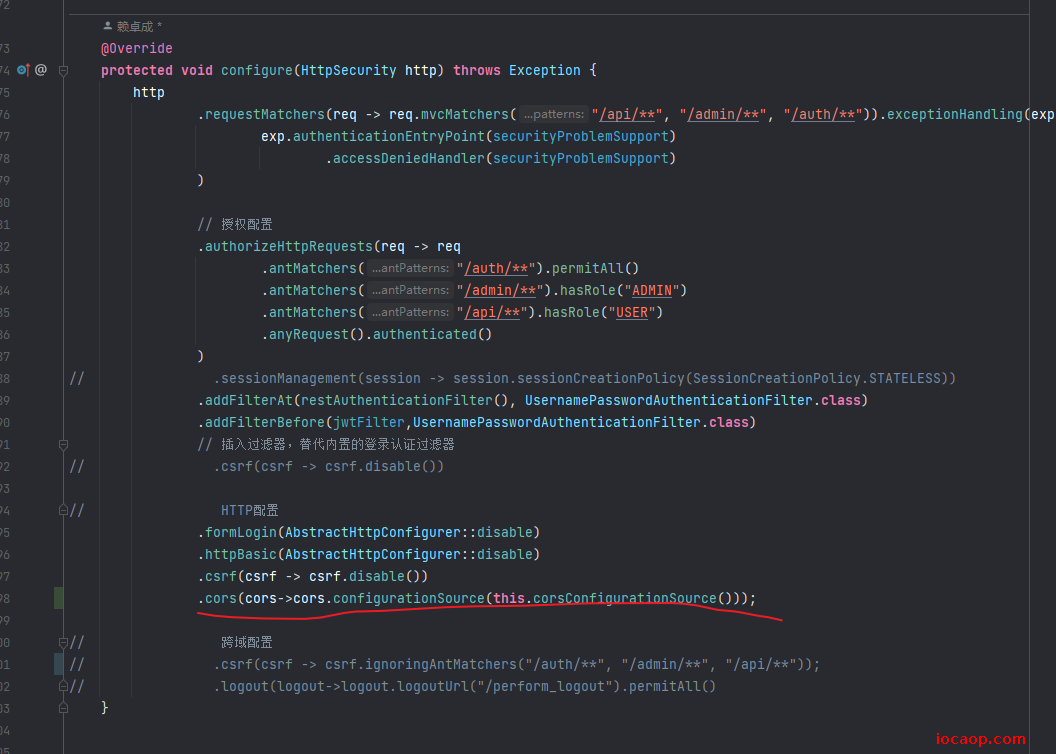 72
赖卓成 *
73 @Override
74 @ protected void configure(HttpSecurity http) throws Exception {
75 http
76 .requestMatchers(req -> req.mvcMatchers( ...patterns: "/api/**", "/admin/**", "/auth/**")).exceptionHandling(exp
77 exp.authenticationEntryPoint(securityProblemSupport)
78 .accessDeniedHandler(securityProblemSupport)
79 )
80
81 // 授权配置
82 .authorizeHttpRequests(req -> req
83 .antMatchers( ...antPatterns: "/auth/**").permitAll()
84 .antMatchers( ...antPatterns: "/admin/**").hasRole("ADMIN")
85 .antMatchers( ...antPatterns: "/api/**").hasRole("USER")
86 .anyRequest().authenticated()
87 )
88 // .sessionManagement(session -> session.sessionCreationPolicy(SessionCreationPolicy.STATELESS))
89 .addFilterAt(restAuthenticationFilter(), UsernamePasswordAuthenticationFilter.class)
90 .addFilterBefore(jwtFilter,UsernamePasswordAuthenticationFilter.class)
91 // 插入过滤器，替代内置的登录认证过滤器
92 // .csrf(csrf -> csrf.disable())
93
94 // HTTP配置
95 .formLogin(AbstractHttpConfigurer::disable)
96 .httpBasic(AbstractHttpConfigurer::disable)
97 .csrf(csrf -> csrf.disable())
98 .cors(cors->cors.configurationSource(this.corsConfigurationSource()));
99
00 // 跨域配置
01 // .csrf(csrf -> csrf.ignoringAntMatchers("/auth/**", "/admin/**", "/api/**"));
02 // .logout(logout->logout.logoutUrl("/perform_logout").permitAll()
03 }
04
05
iocaop.com